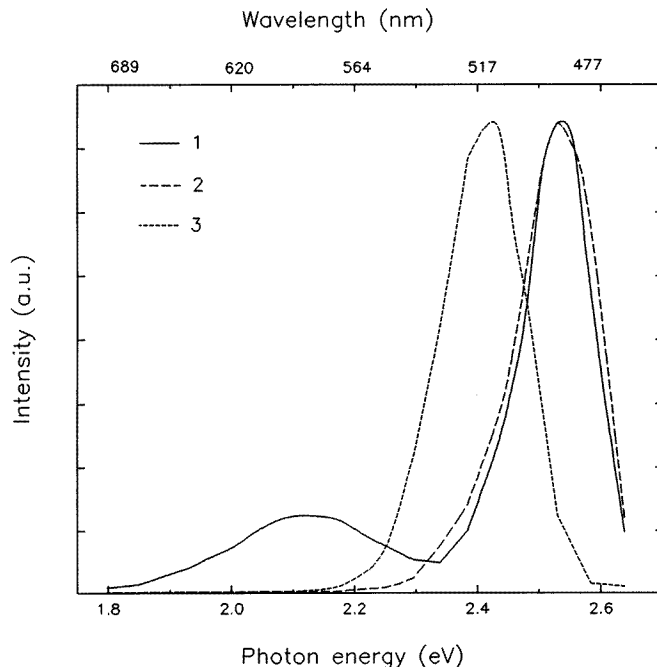 Wavelength (nm)
689 620 564 517 477
1
2
3
Intensity (a.u.)
1.8 2.0 2.2 2.4 2.6
Photon energy (eV)